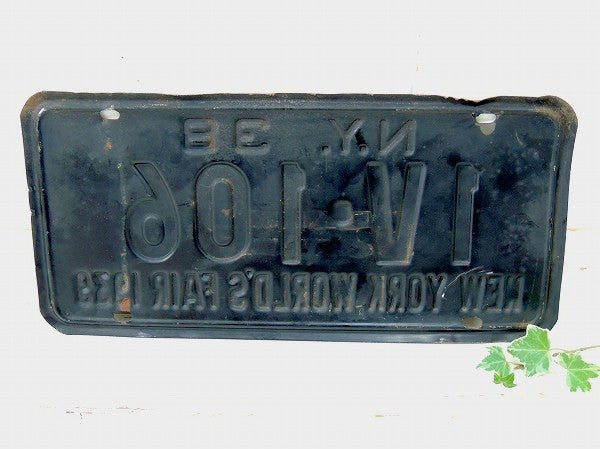 N.Y. 38
1V·106
NEW YORK WORLD'S FAIR 1939